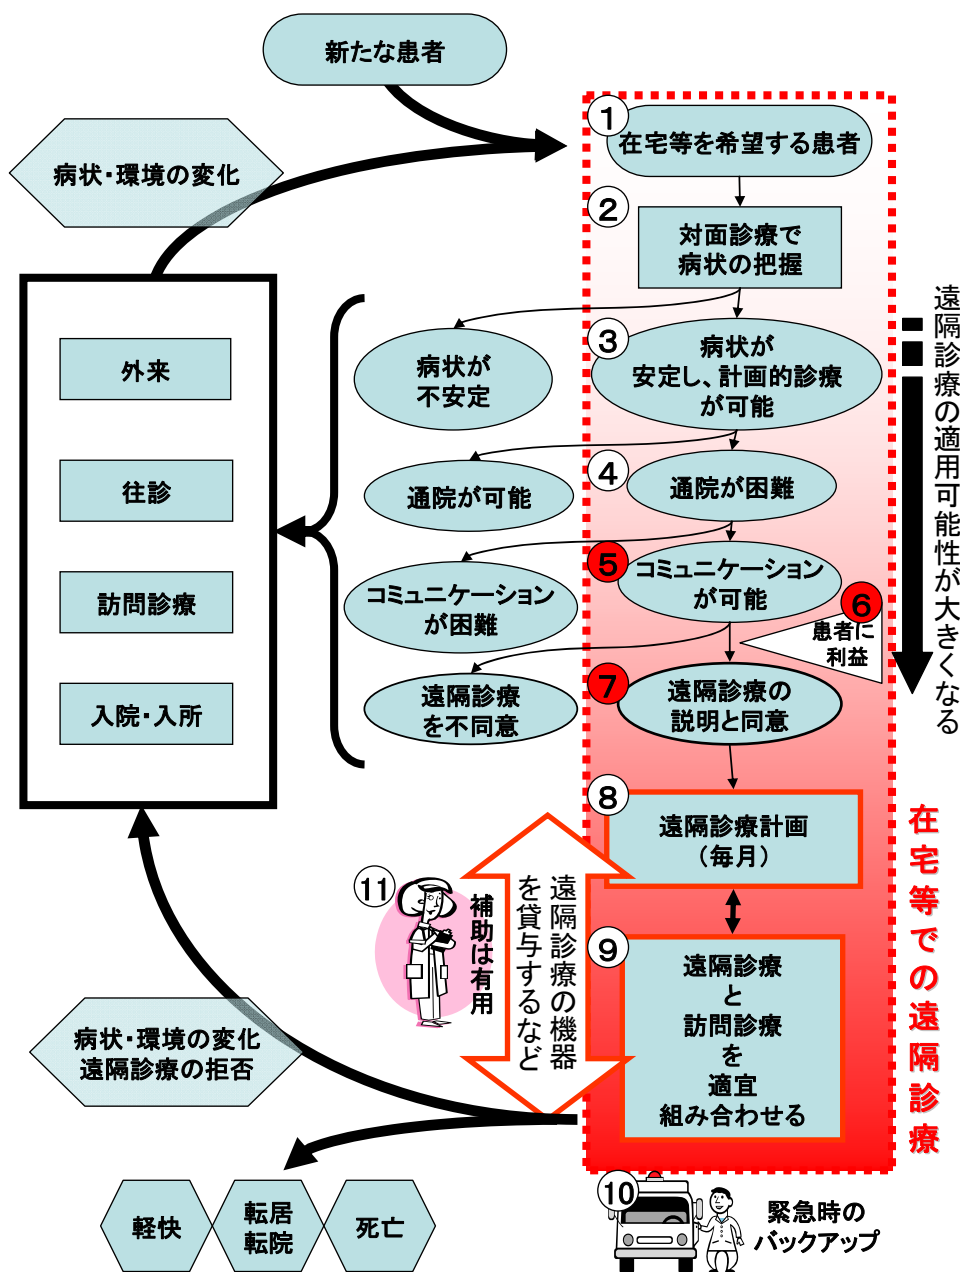 新たな患者
病状・環境の変化
①
在宅等を希望する患者
②
対面診療で
病状の把握
③
病状が
安定し、計画的診療
が可能
病状が
不安定
④
通院が困難
通院が可能
⑤
コミュニケーション
が可能
コミュニケーション
が困難
⑥
患者に
利益
⑦
遠隔診療の
説明と同意
遠隔診療
を不同意
外来
往診
訪問診療
入院・入所
遠隔診療の適用可能性が大きくなる
⑧
遠隔診療計画
（毎月）
⑨
遠隔診療
と
訪問診療
を
適宜
組み合わせる
在宅等での遠隔診療
⑪
補助は有用
遠隔診療の機器
を貸与するなど
病状・環境の変化
遠隔診療の拒否
軽快
転居
転院
死亡
⑩
緊急時の
バックアップ